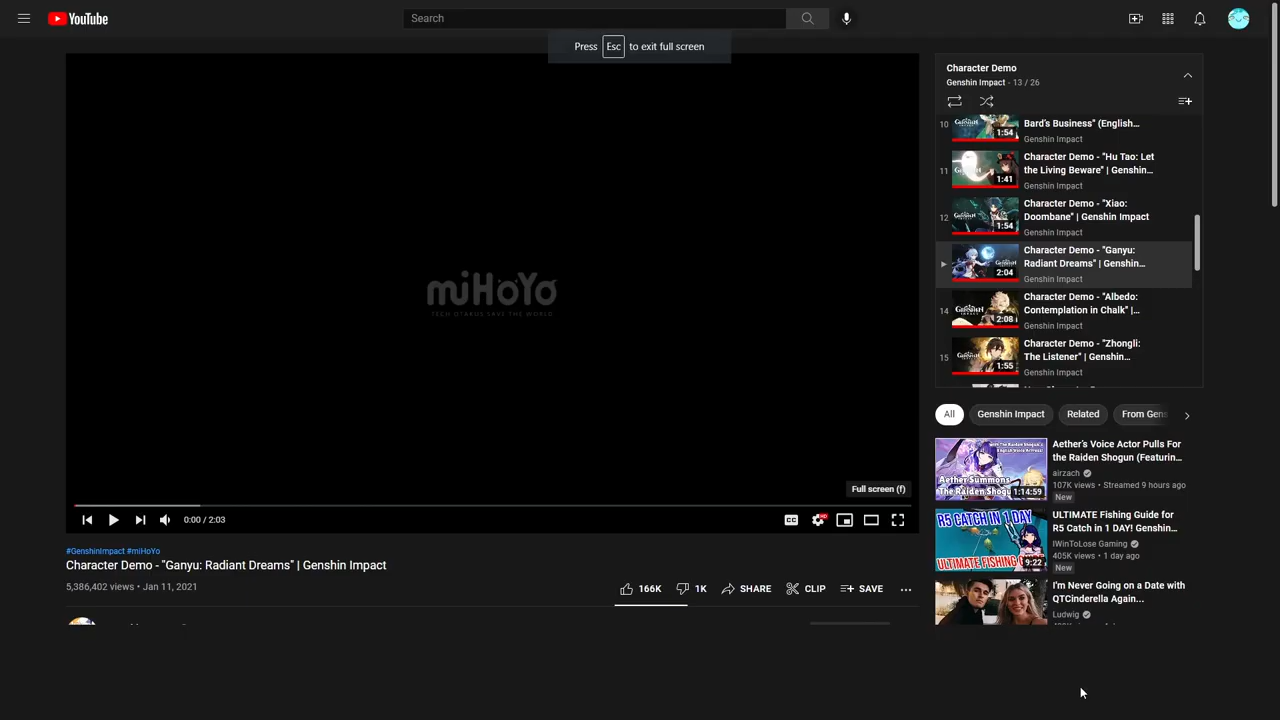 YouTube
Search
Press Esc to exit full screen
miHoYo
TECH OTAKUS SAVE THE WORLD
Full screen (f)
0:00 / 2:03
CC
HD
#GenshinImpact #miHoYo
Character Demo - "Ganyu: Radiant Dreams" | Genshin Impact
5,386,402 views • Jan 11, 2021
166K
1K
SHARE
CLIP
SAVE
Character Demo
Genshin Impact - 13 / 26
10
1:54
Bard's Business" (English...
Genshin Impact
11
1:41
Character Demo - "Hu Tao: Let
the Living Beware" | Genshin...
Genshin Impact
12
1:54
Character Demo - "Xiao:
Doombane" | Genshin Impact
Genshin Impact
2:04
Character Demo - "Ganyu:
Radiant Dreams" | Genshin...
Genshin Impact
14
2:08
Character Demo - "Albedo:
Contemplation in Chalk" |...
Genshin Impact
15
1:55
Character Demo - "Zhongli:
The Listener" | Genshin...
Genshin Impact
All
Genshin Impact
Related
From Gens
Aether Summons
The Raiden Shogu
1:14:59
Aether's Voice Actor Pulls For
the Raiden Shogun (Featurin...
airzach
107K views • Streamed 9 hours ago
New
R5 CATCH IN 1 DAY
ULTIMATE FISHING GUIDE
9:22
ULTIMATE Fishing Guide for
R5 Catch in 1 DAY! Genshin...
IWinToLose Gaming
405K views • 1 day ago
New
I'm Never Going on a Date with
QTCinderella Again...
Ludwig